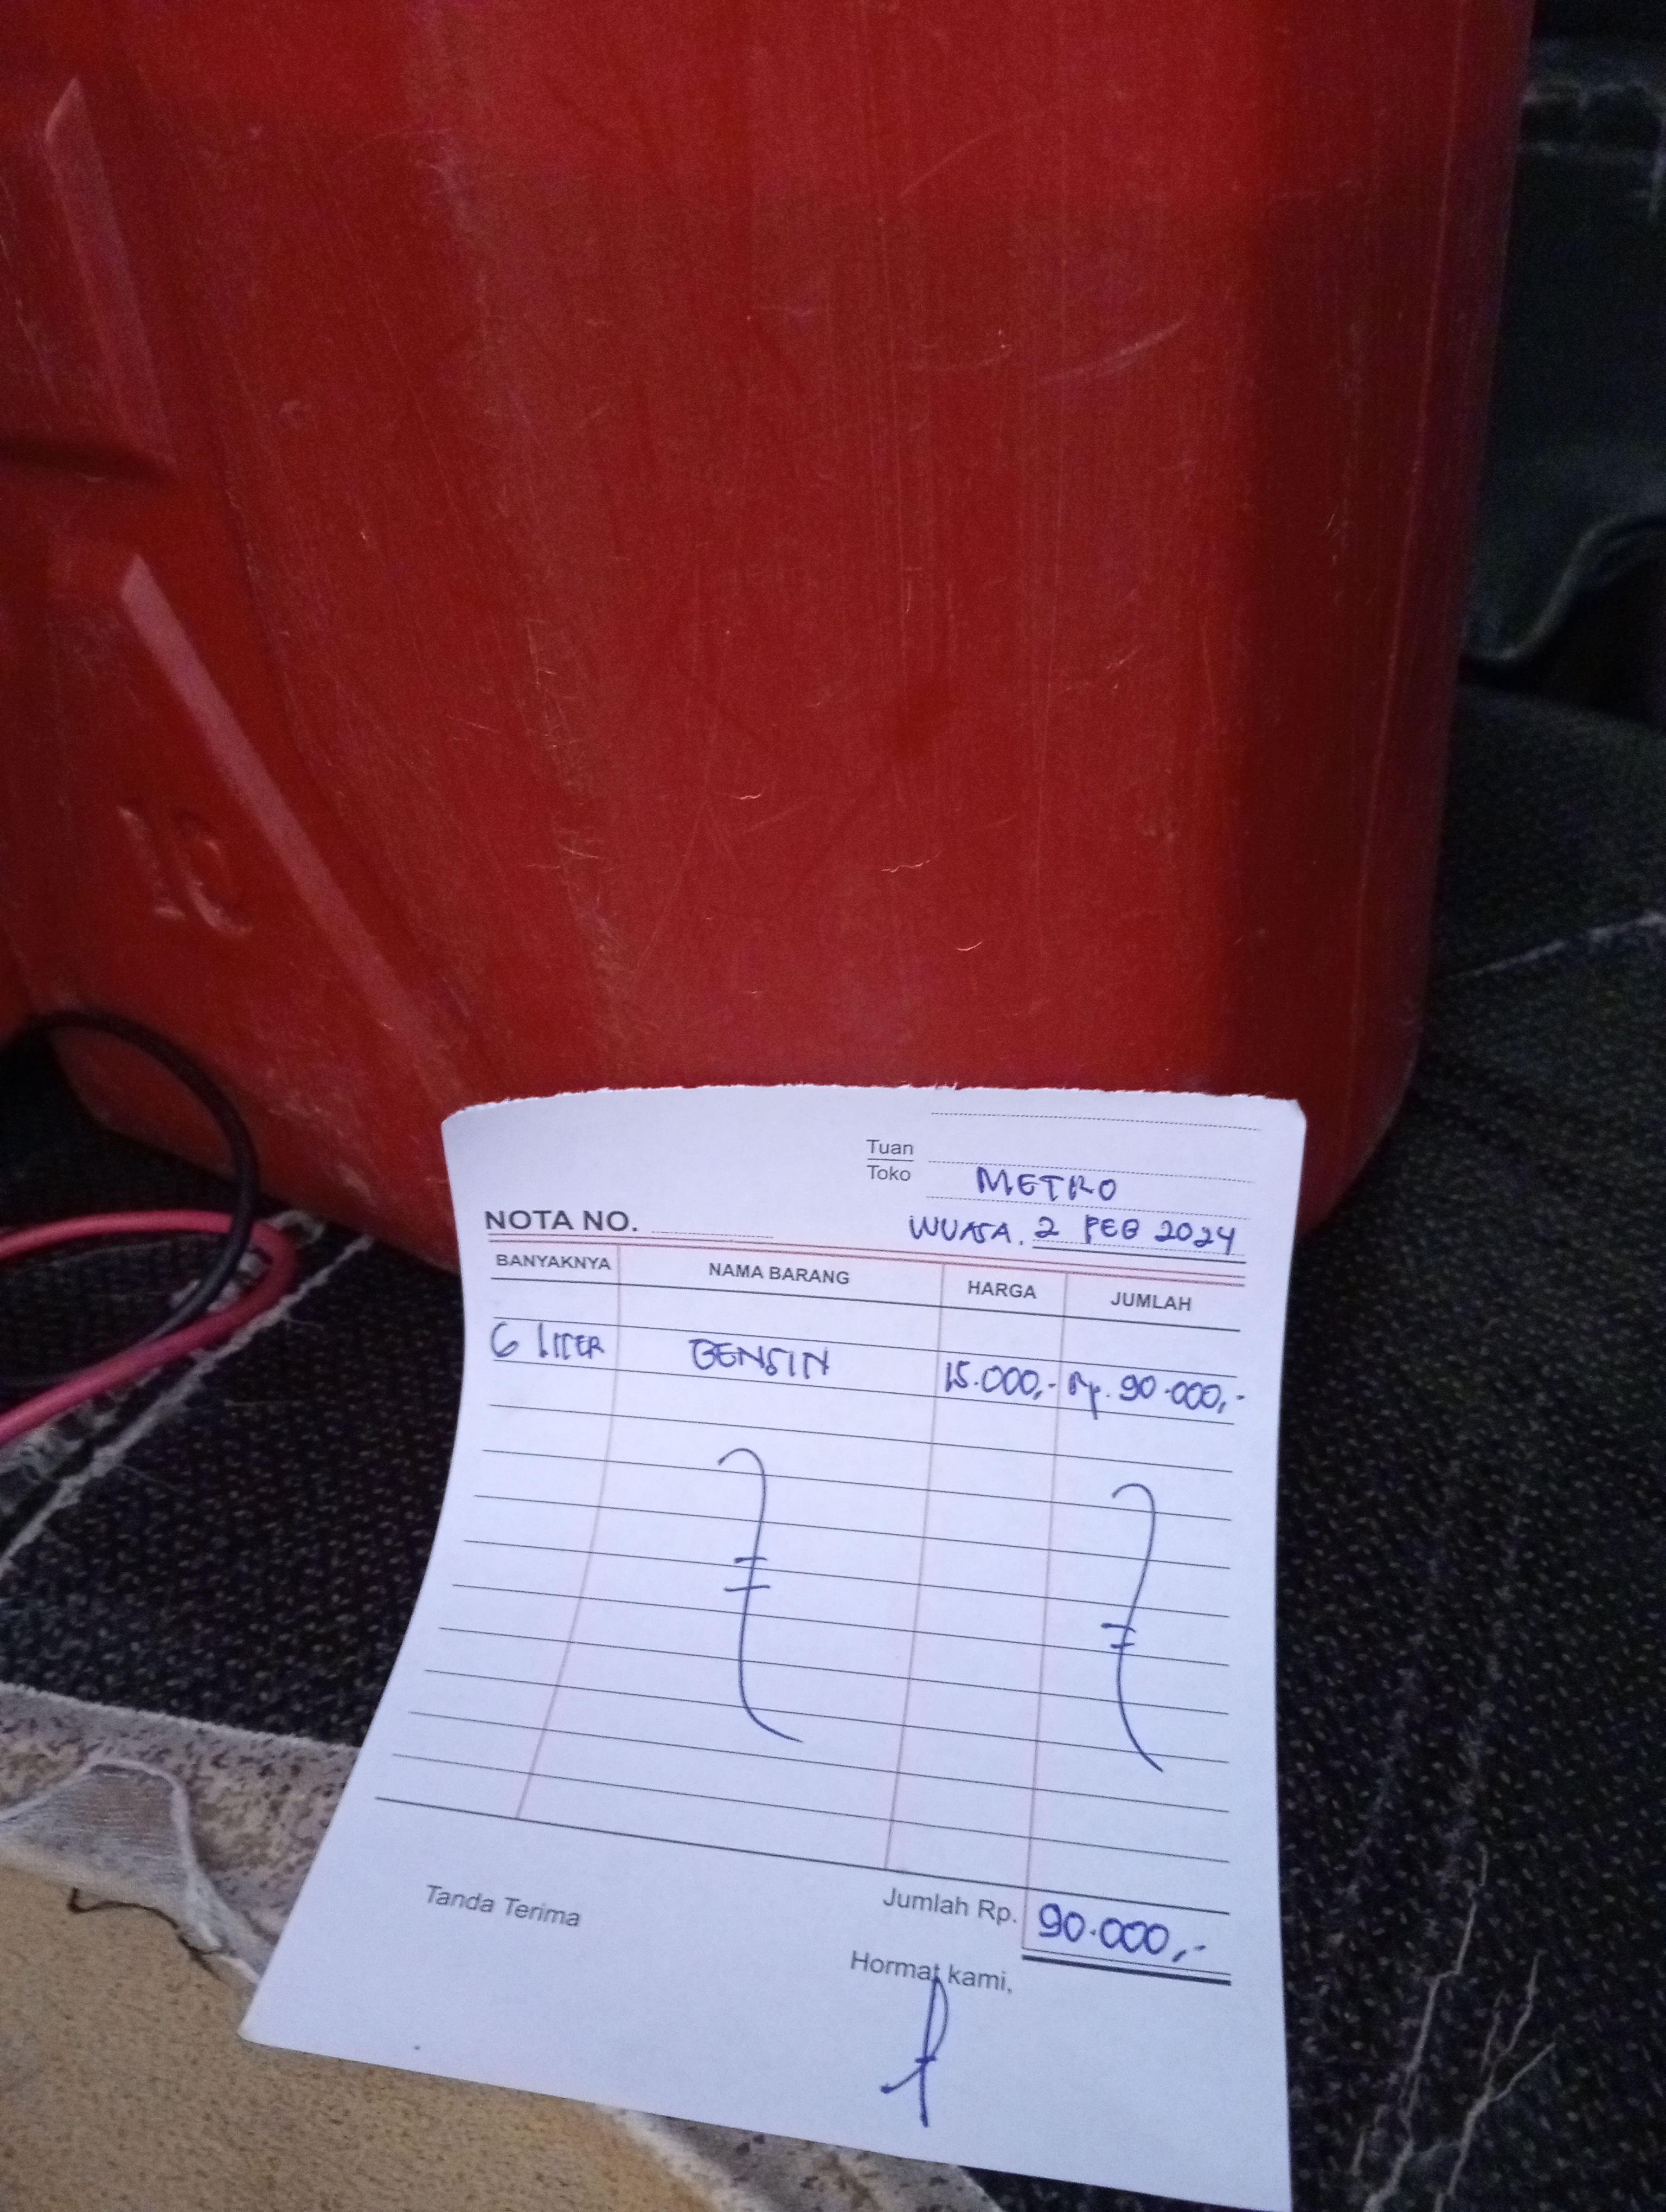 10
Tuan
Toko METRO
NOTA NO. WUASA, 2 FEB 2024
BANYAKNYA NAMA BARANG HARGA JUMLAH
6 LITER BENSIN 15.000,- Rp. 90.000,-
Jumlah Rp. 90.000,-
Tanda Terima
Hormat kami,